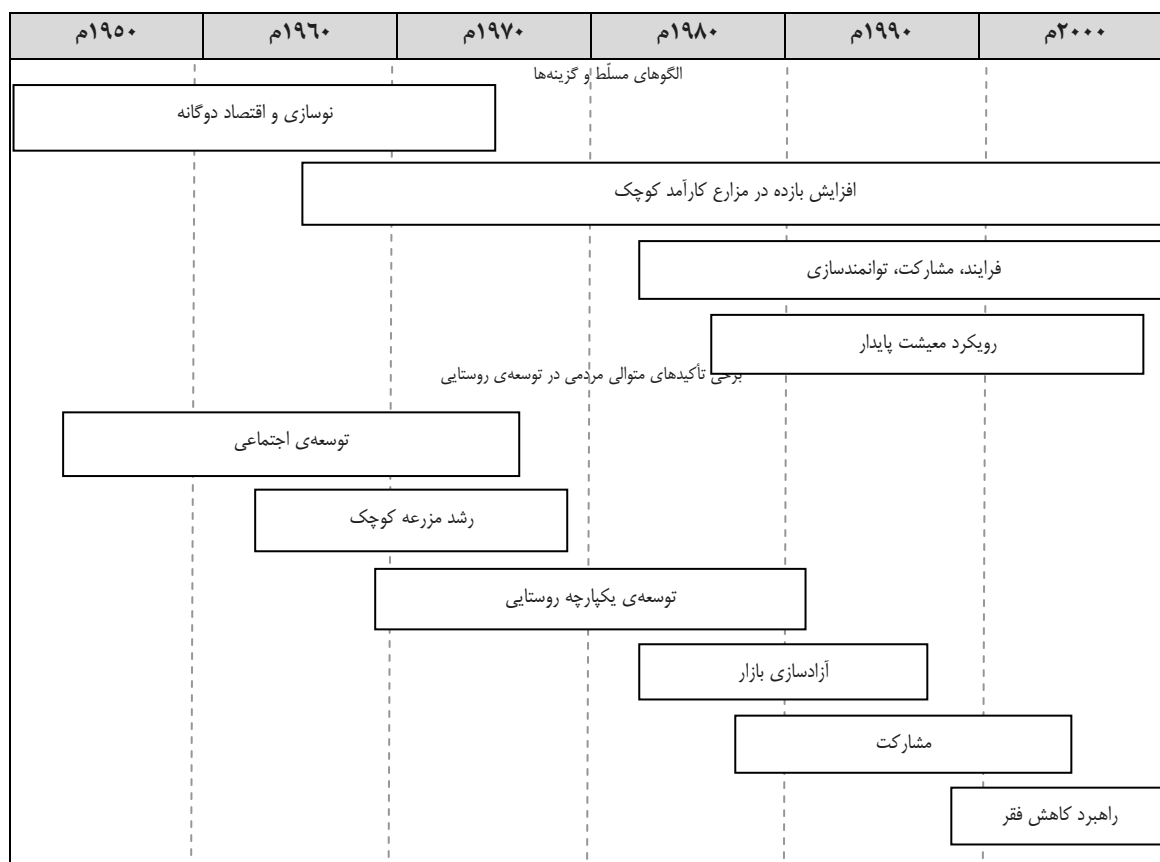 ۱۹۵۰م
۱۹۶۰م
۱۹۷۰م
۱۹۸۰م
۱۹۹۰م
۲۰۰۰م
الگوهای مسلّط و گزینه‌ها
نوسازی و اقتصاد دوگانه
افزایش بازده در مزارع کارآمد کوچک
فرایند، مشارکت، توانمندسازی
رویکرد معیشت پایدار
برخی تأکیدهای متوالی مردمی در توسعه‌ی روستایی
توسعه‌ی اجتماعی
رشد مزرعه کوچک
توسعه‌ی یکپارچه روستایی
آزادسازی بازار
مشارکت
راهبرد کاهش فقر